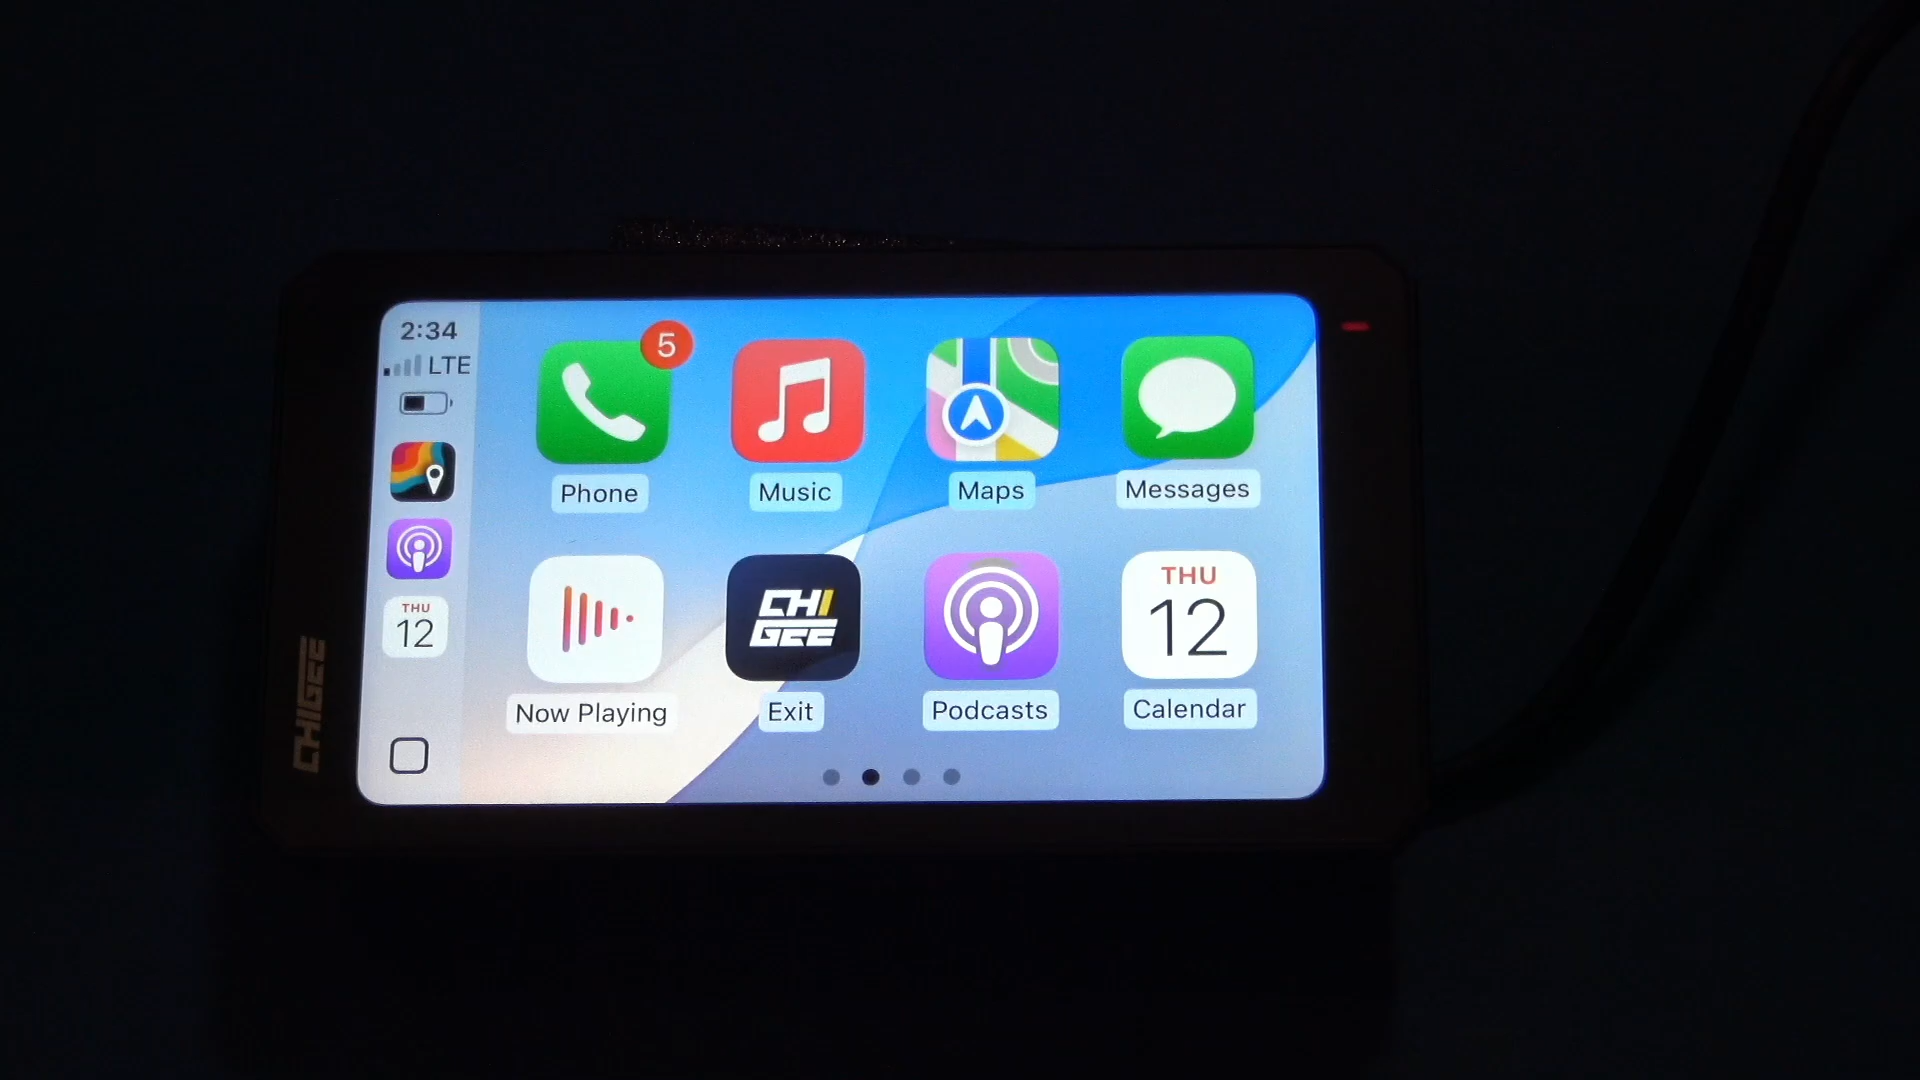 2:34
LTE
THU
12
5
Phone
Music
Maps
Messages
CHI
GEE
THU
12
Now Playing
Exit
Podcasts
Calendar
CHIGEE